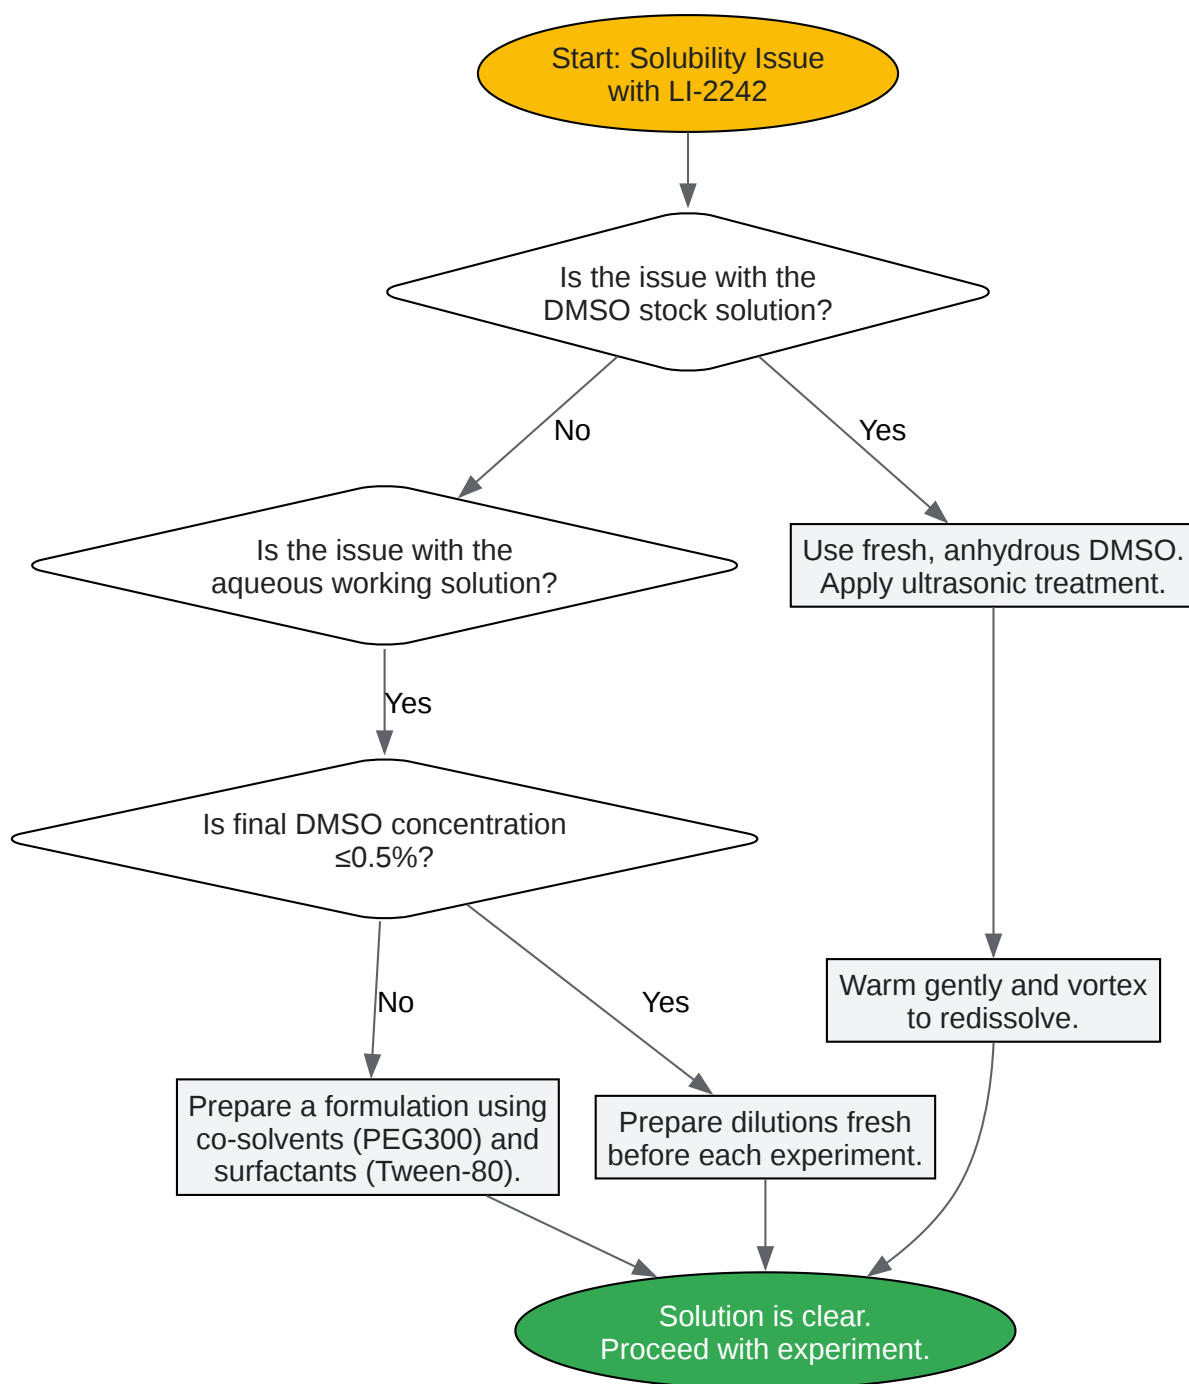 Start: Solubility Issue
with LI-2242
Is the issue with the
DMSO stock solution?
No
Yes
Is the issue with the
aqueous working solution?
Use fresh, anhydrous DMSO.
Apply ultrasonic treatment.
Yes
Is final DMSO concentration
≤0.5%?
No
Yes
Warm gently and vortex
to redissolve.
Prepare a formulation using
co-solvents (PEG300) and
surfactants (Tween-80).
Prepare dilutions fresh
before each experiment.
Solution is clear.
Proceed with experiment.